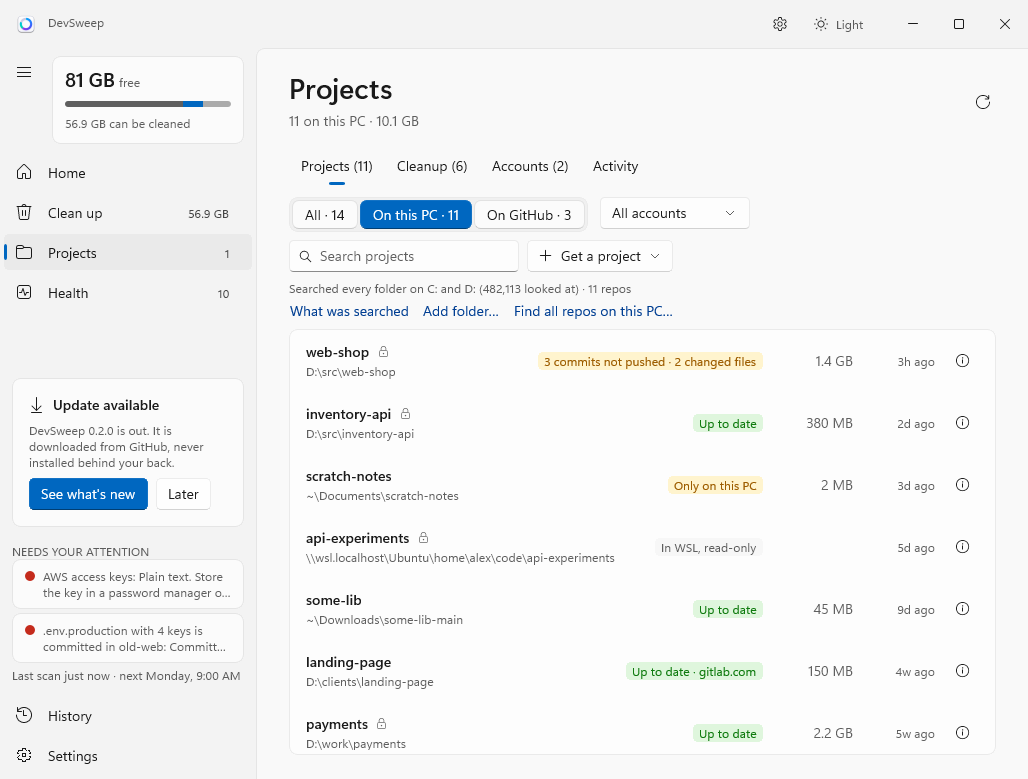 DevSweep
Light
81 GB free
56.9 GB can be cleaned
Home
Clean up 56.9 GB
Projects 1
Health 10
Update available
DevSweep 0.2.0 is out. It is
downloaded from GitHub, never
installed behind your back.
See what's new Later
NEEDS YOUR ATTENTION
AWS access keys: Plain text. Store
the key in a password manager o...
.env.production with 4 keys is
committed in old-web: Committ...
Last scan just now · next Monday, 9:00 AM
History
Settings
Projects
11 on this PC · 10.1 GB
Projects (11) Cleanup (6) Accounts (2) Activity
All · 14 On this PC · 11 On GitHub · 3 All accounts
Search projects Get a project
Searched every folder on C: and D: (482,113 looked at) · 11 repos
What was searched Add folder... Find all repos on this PC...
web-shop 3 commits not pushed · 2 changed files 1.4 GB 3h ago
D:\src\web-shop
inventory-api Up to date 380 MB 2d ago
D:\src\inventory-api
scratch-notes Only on this PC 2 MB 3d ago
~\Documents\scratch-notes
api-experiments In WSL, read-only 5d ago
\\wsl.localhost\Ubuntu\home\alex\code\api-experiments
some-lib Up to date 45 MB 9d ago
~\Downloads\some-lib-main
landing-page Up to date · gitlab.com 150 MB 4w ago
D:\clients\landing-page
payments Up to date 2.2 GB 5w ago
D:\work\payments